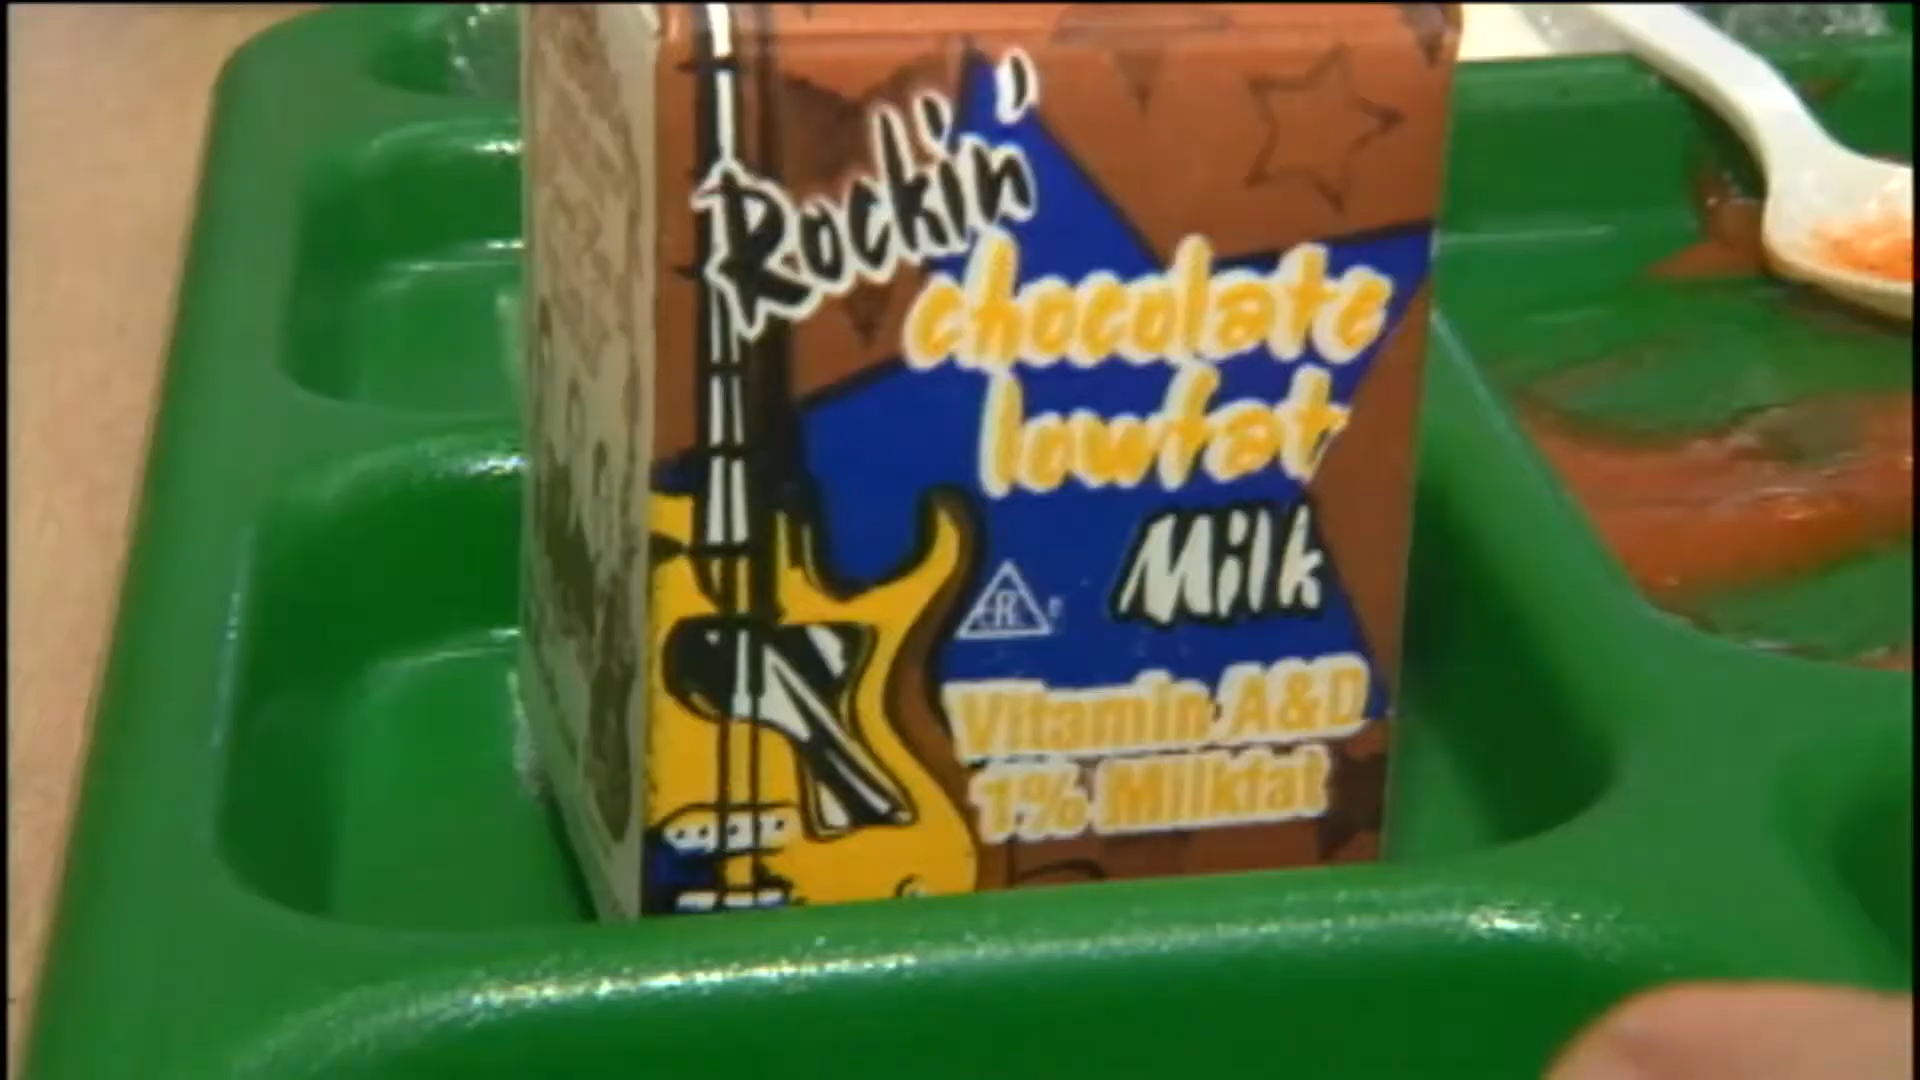 Rockin'
chocolate
lowfat
Milk
Vitamin A&D
1% Milkfat